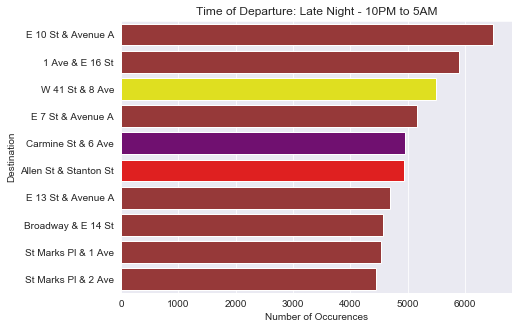 Time of Departure: Late Night - 10PM to 5AM
Destination
E 10 St & Avenue A
1 Ave & E 16 St
W 41 St & 8 Ave
E 7 St & Avenue A
Carmine St & 6 Ave
Allen St & Stanton St
E 13 St & Avenue A
Broadway & E 14 St
St Marks Pl & 1 Ave
St Marks Pl & 2 Ave
0 1000 2000 3000 4000 5000 6000
Number of Occurences